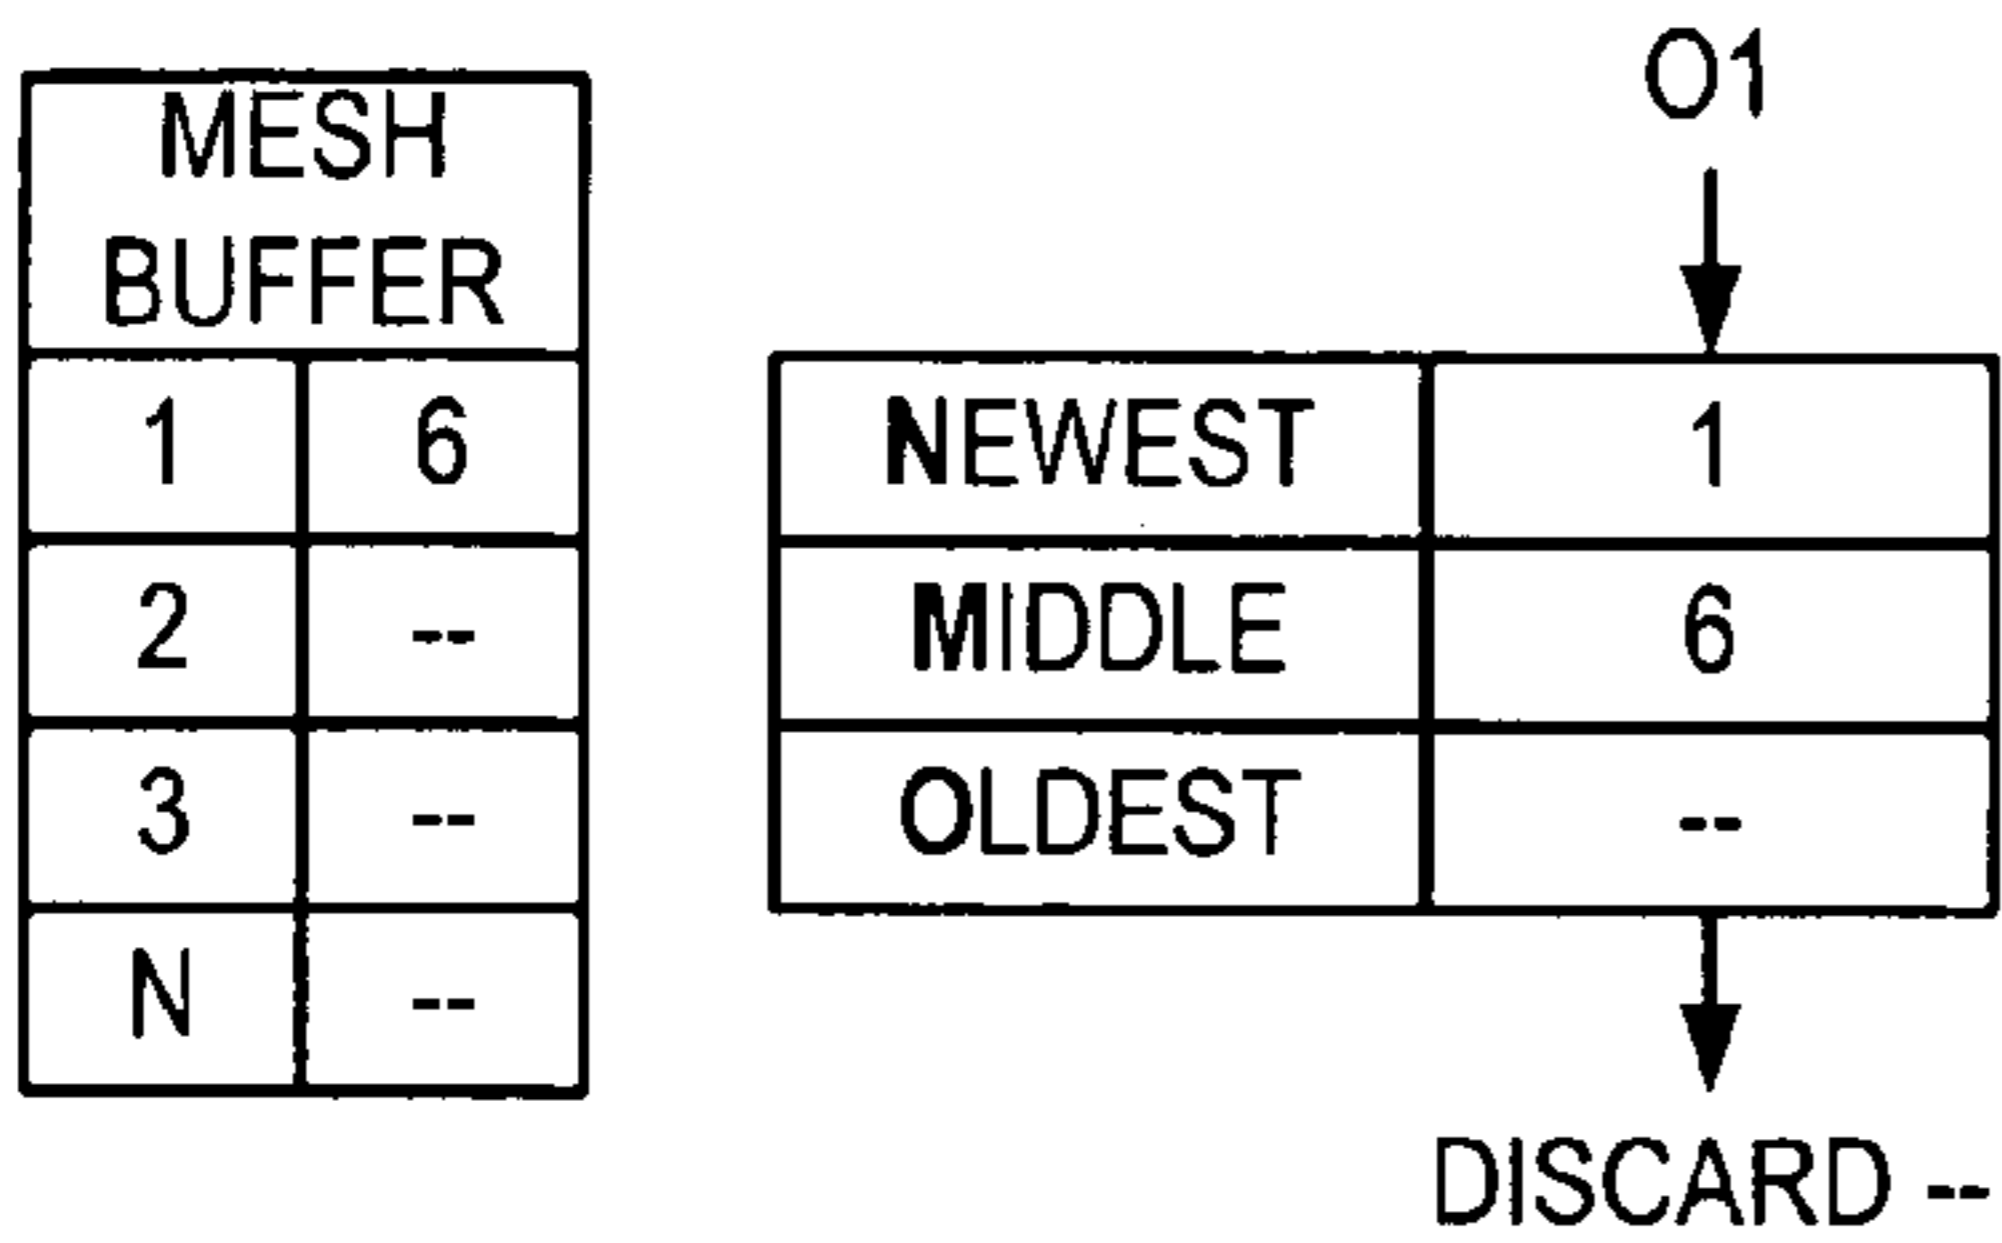 MESH
BUFFER
1 6
2 --
3 --
N --
O1
NEWEST 1
MIDDLE 6
OLDEST --
DISCARD --